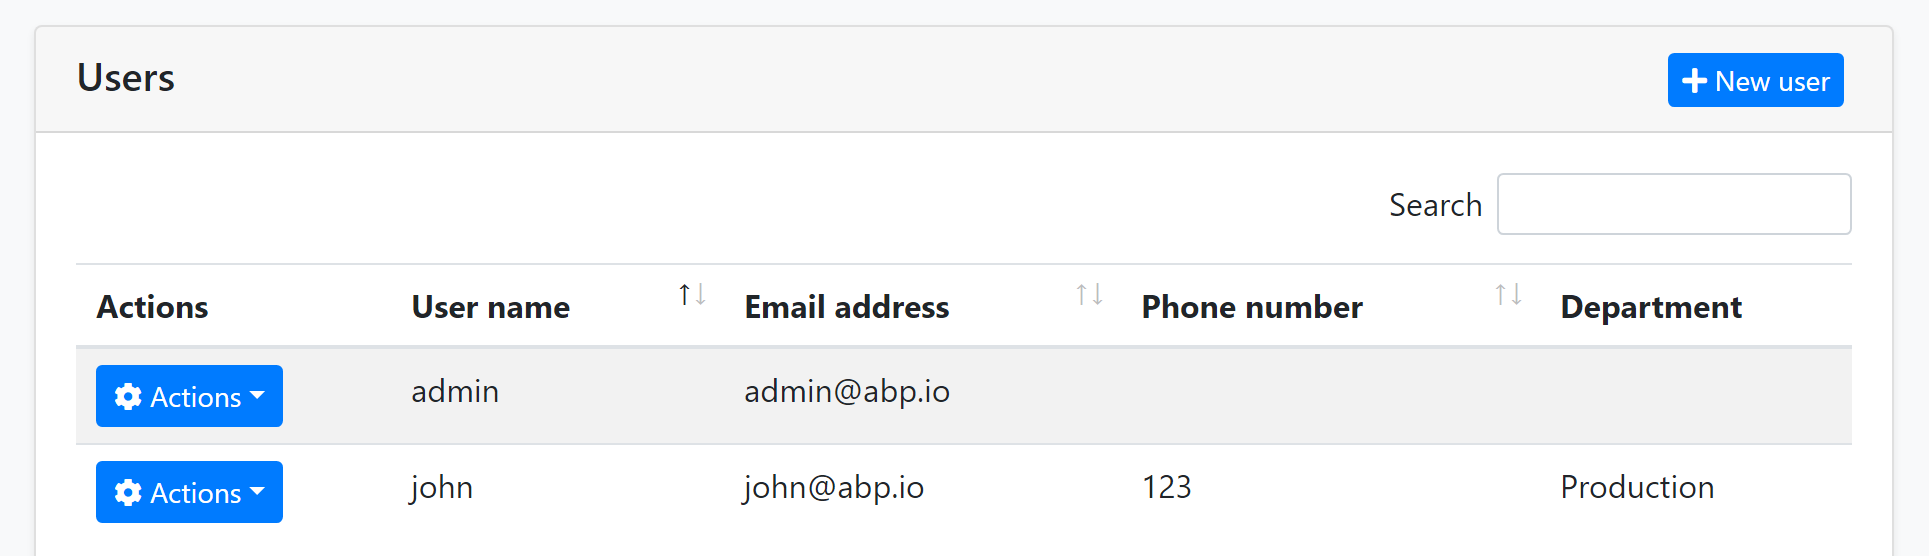 Users
New user
Search
Actions User name Email address Phone number Department
Actions admin admin@abp.io
Actions john john@abp.io 123 Production